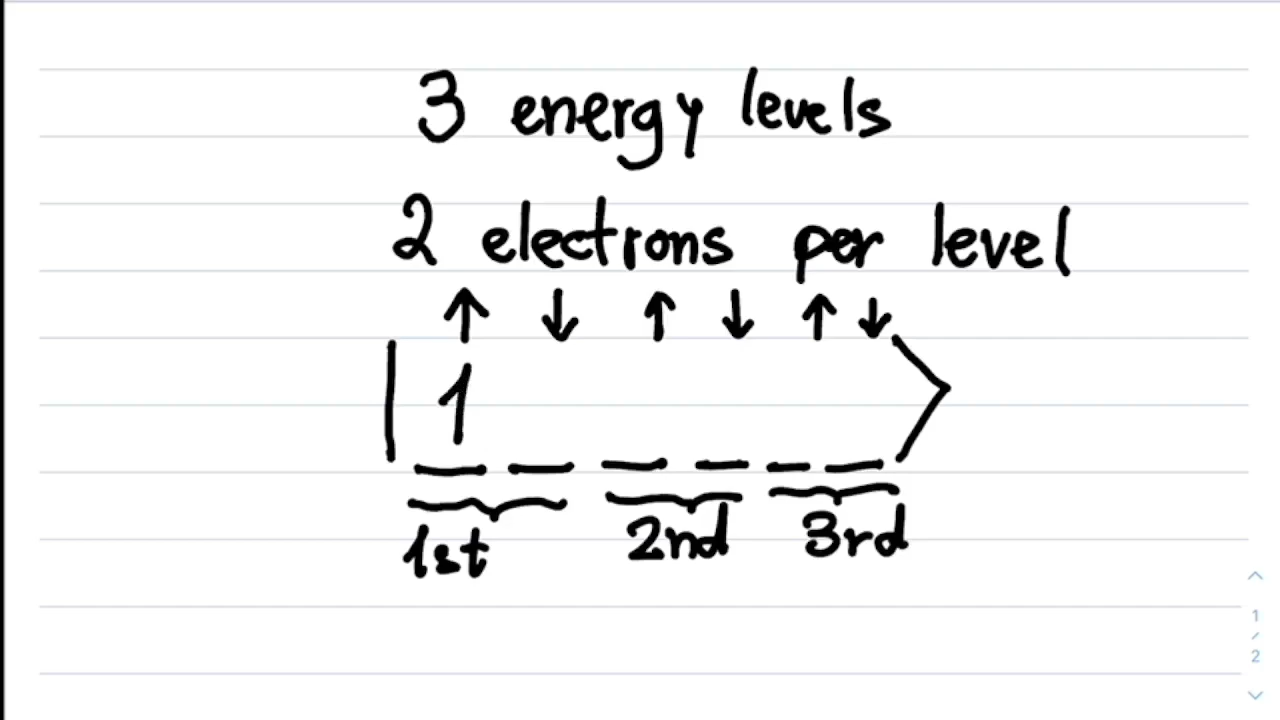 3 energy levels
2 electrons per level
↑ ↓ ↑ ↓ ↑ ↓
| 1 _ _ _ _ _ ⟩
1st 2nd 3rd
1
/
2